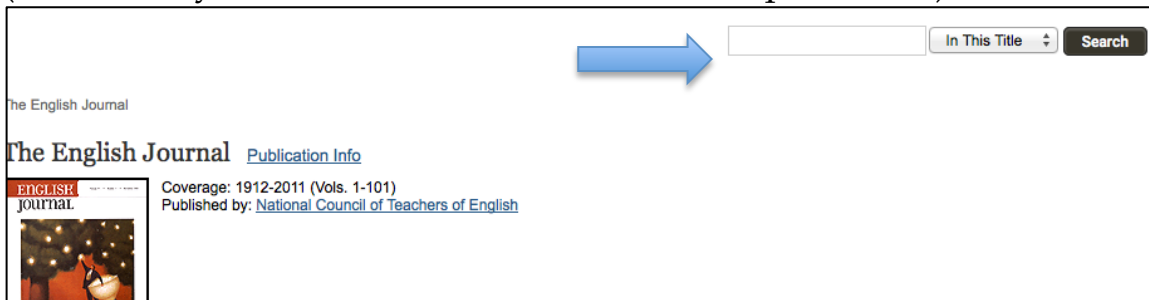 In This Title Search
The English Journal
The English Journal Publication Info
ENGLISH
journal
Coverage: 1912-2011 (Vols. 1-101)
Published by: National Council of Teachers of English